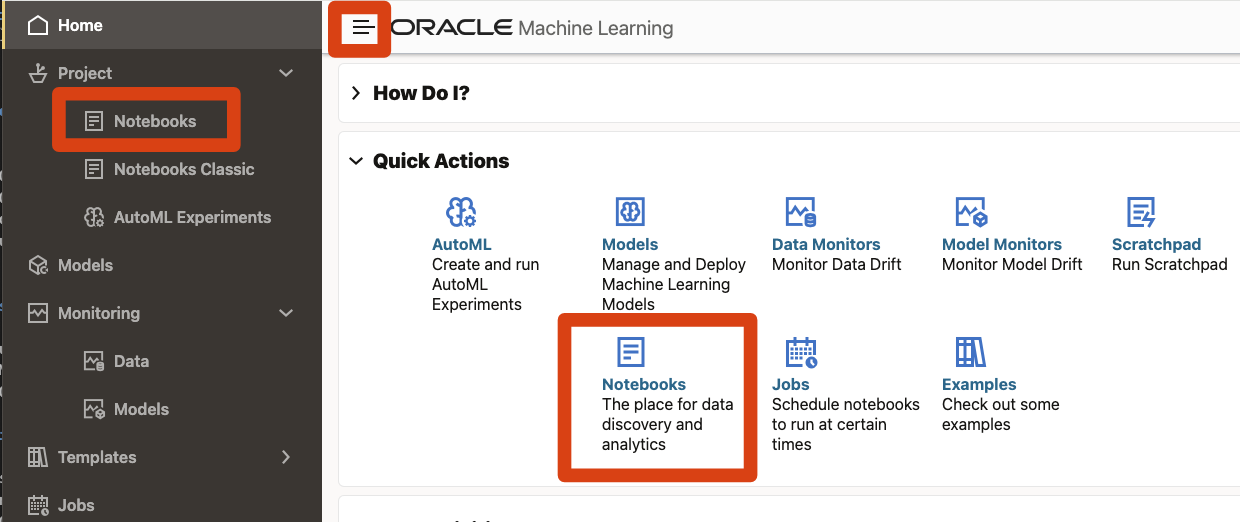 Home
Project
Notebooks
Notebooks Classic
AutoML Experiments
Models
Monitoring
Data
Models
Templates
Jobs
ORACLE Machine Learning
How Do I?
Quick Actions
AutoML
Create and run
AutoML
Experiments
Models
Manage and Deploy
Machine Learning
Models
Data Monitors
Monitor Data Drift
Model Monitors
Monitor Model Drift
Scratchpad
Run Scratchpad
Notebooks
The place for data
discovery and
analytics
Jobs
Schedule notebooks
to run at certain
times
Examples
Check out some
examples